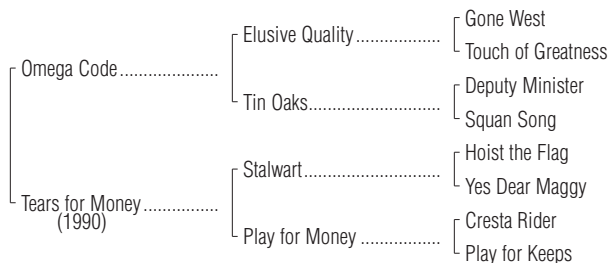 Gone West
Elusive Quality ..................
Touch of Greatness
Omega Code .....................
Deputy Minister
Tin Oaks............................
Squan Song
Hoist the Flag
Stalwart.............................
Yes Dear Maggy
Tears for Money ................
(1990)
Cresta Rider
Play for Money .................
Play for Keeps